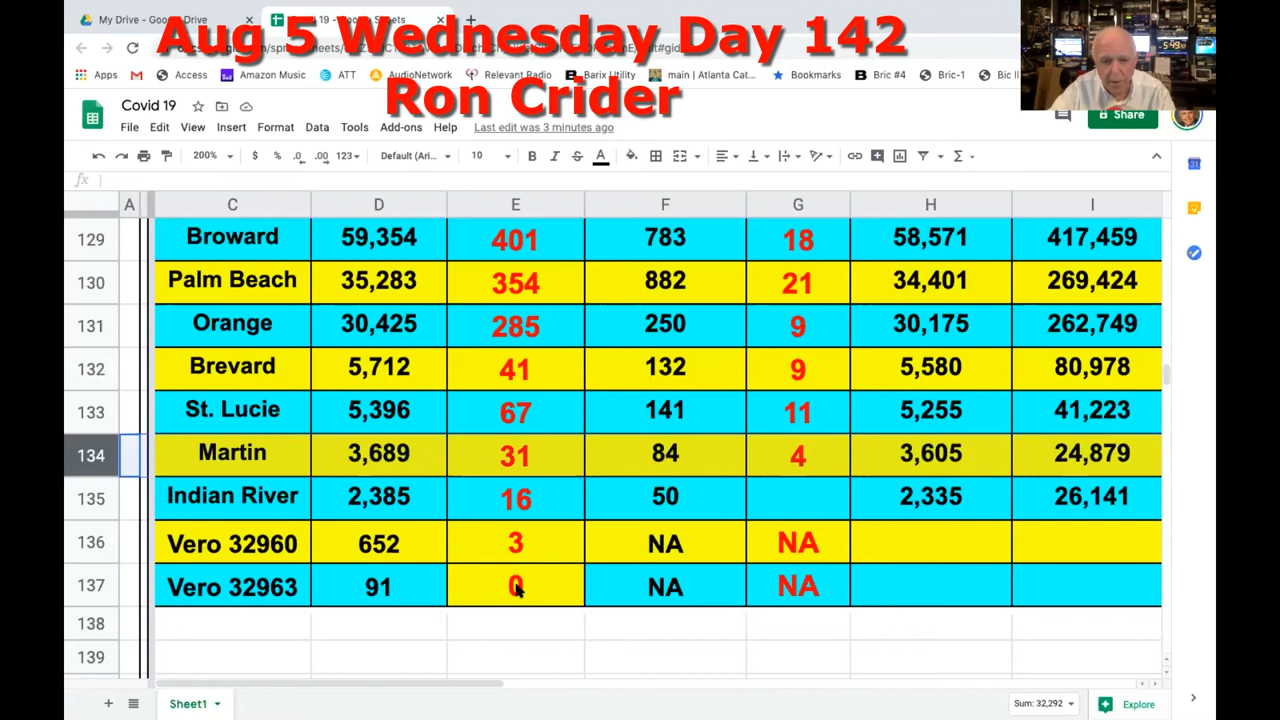 My Drive - Google Drive
Sheets
Aug 5 Wednesday Day 142
Ron Crider
5:49:10
Apps
Access
Amazon Music
ATT
AudioNetwork
Relevant Radio
Barix Utility
main | Atlanta Cat...
Bookmarks
Bric #4
Bric-1
Covid 19
File Edit View Insert Format Data Tools Add-ons Help Last edit was 3 minutes ago
Share
200% $ % .0 .00 123 Default (Ari... 10 B I S A
fx
A C D E F G H I
129 Broward 59,354 401 783 18 58,571 417,459
130 Palm Beach 35,283 354 882 21 34,401 269,424
131 Orange 30,425 285 250 9 30,175 262,749
132 Brevard 5,712 41 132 9 5,580 80,978
133 St. Lucie 5,396 67 141 11 5,255 41,223
134 Martin 3,689 31 84 4 3,605 24,879
135 Indian River 2,385 16 50 2,335 26,141
136 Vero 32960 652 3 NA NA
137 Vero 32963 91 0 NA NA
138
139
Sheet1
Sum: 32,292
Explore